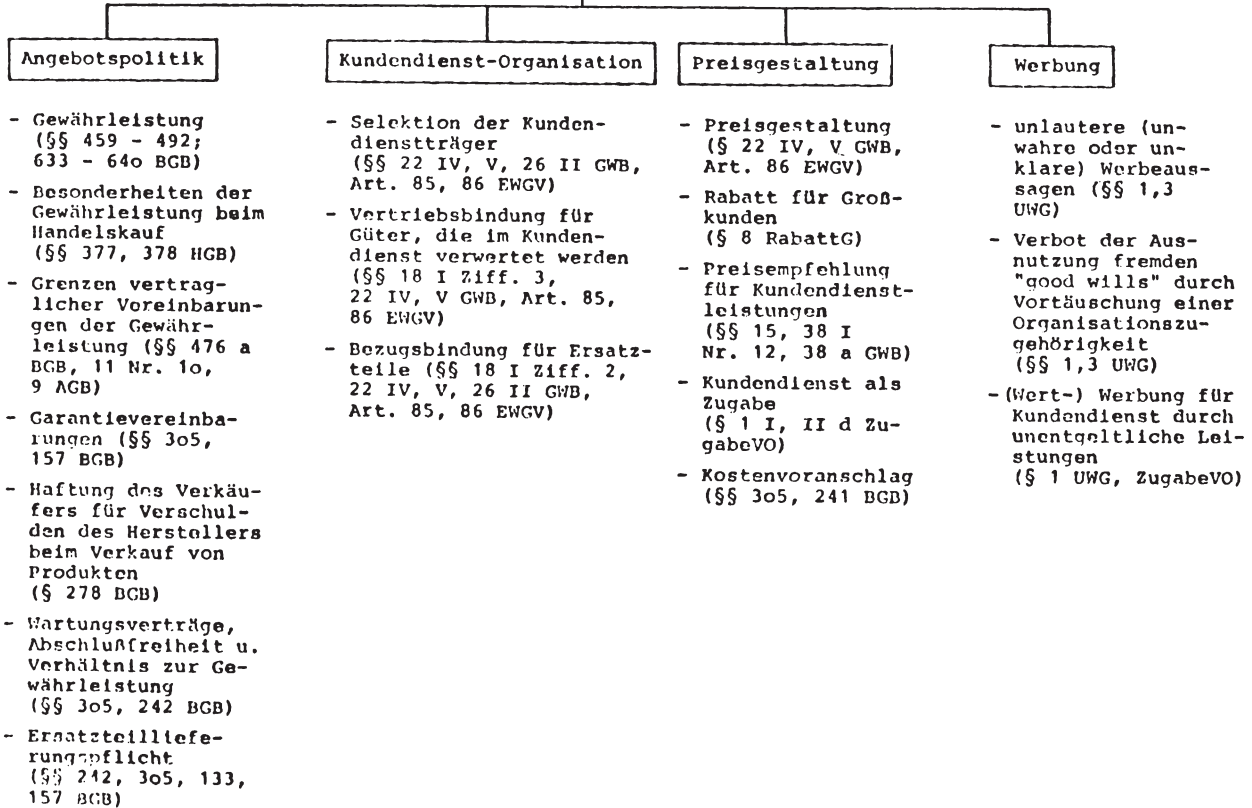 Angebotspolitik
- Gewährleistung
(§§ 459 - 492;
633 - 64o BGB)
- Besonderheiten der
Gewährleistung beim
Handelskauf
(§§ 377, 378 HGB)
- Grenzen vertrag-
licher Vereinbarun-
gen der Gewähr-
leistung (§§ 476 a
BGB, 11 Nr. 1o,
9 AGB)
- Garantievereinba-
rungen (§§ 3o5,
157 BGB)
- Haftung des Verkäu-
fers für Verschul-
den des Herstellers
beim Verkauf von
Produkten
(§ 278 BGB)
- Wartungsverträge,
Abschlußfreiheit u.
Verhältnis zur Ge-
währleistung
(§§ 3o5, 242 BGB)
- Ersatzteilliefe-
rungspflicht
(§§ 242, 3o5, 133,
157 BGB)
Kundendienst-Organisation
- Selektion der Kunden-
dienstträger
(§§ 22 IV, V, 26 II GWB,
Art. 85, 86 EWGV)
- Vertriebsbindung für
Güter, die im Kunden-
dienst verwertet werden
(§§ 18 I Ziff. 3,
22 IV, V GWB, Art. 85,
86 EWGV)
- Bezugsbindung für Ersatz-
teile (§§ 18 I Ziff. 2,
22 IV, V, 26 II GWB,
Art. 85, 86 EWGV)
Preisgestaltung
- Preisgestaltung
(§ 22 IV, V GWB,
Art. 86 EWGV)
- Rabatt für Groß-
kunden
(§ 8 RabattG)
- Preisempfehlung
für Kundendienst-
leistungen
(§§ 15, 38 I
Nr. 12, 38 a GWB)
- Kundendienst als
Zugabe
(§ 1 I, II d Zu-
gabeVO)
- Kostenvoranschlag
(§§ 3o5, 241 BGB)
Werbung
- unlautere (un-
wahre oder un-
klare) Werbeaus-
sagen (§§ 1,3
UWG)
- Verbot der Aus-
nutzung fremden
"good wills" durch
Vortäuschung einer
Organisationszu-
gehörigkeit
(§§ 1,3 UWG)
- (Wert-) Werbung für
Kundendienst durch
unentgeltliche Lei-
stungen
(§ 1 UWG, ZugabeVO)